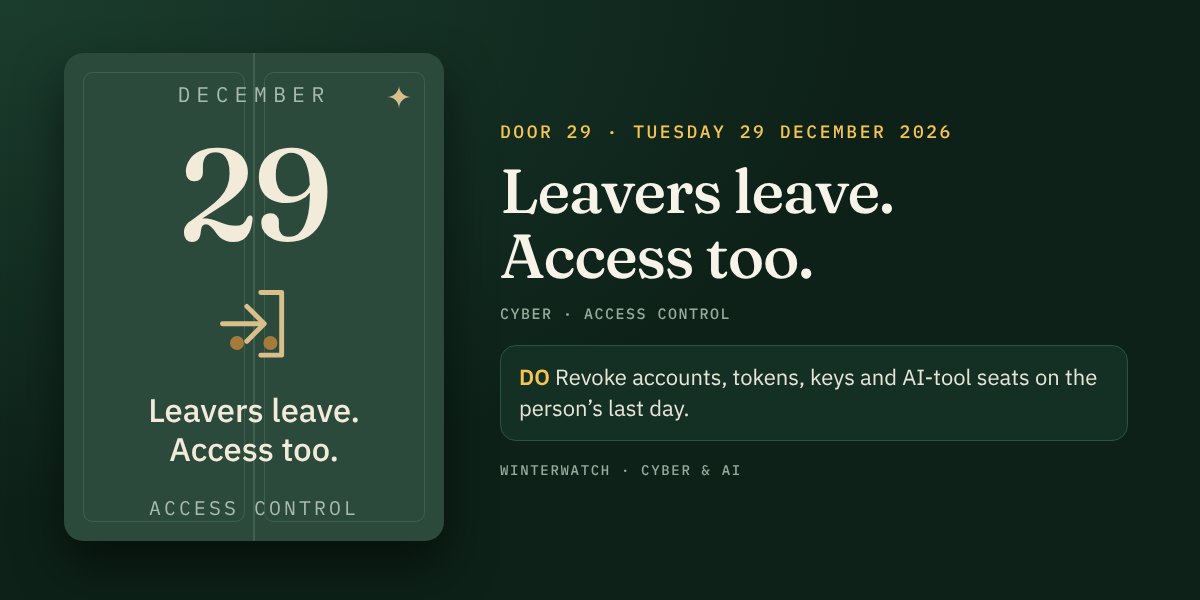 DECEMBER
29
Leavers leave.
Access too.
ACCESS CONTROL
DOOR 29 · TUESDAY 29 DECEMBER 2026
Leavers leave.
Access too.
CYBER · ACCESS CONTROL
DO Revoke accounts, tokens, keys and AI-tool seats on the
person’s last day.
WINTERWATCH · CYBER & AI